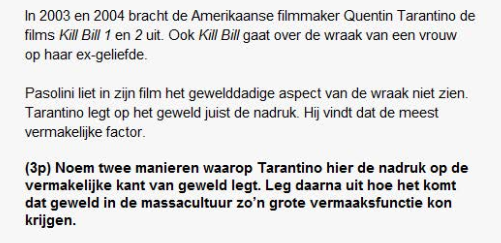 In 2003 en 2004 bracht de Amerikaanse filmmaker Quentin Tarantino de
films Kill Bill 1 en 2 uit. Ook Kill Bill gaat over de wraak van een vrouw
op haar ex-geliefde.
Pasolini liet in zijn film het gewelddadige aspect van de wraak niet zien.
Tarantino legt op het geweld juist de nadruk. Hij vindt dat de meest
vermakelijke factor.
(3p) Noem twee manieren waarop Tarantino hier de nadruk op de
vermakelijke kant van geweld legt. Leg daarna uit hoe het komt
dat geweld in de massacultuur zo'n grote vermaaksfunctie kon
krijgen.